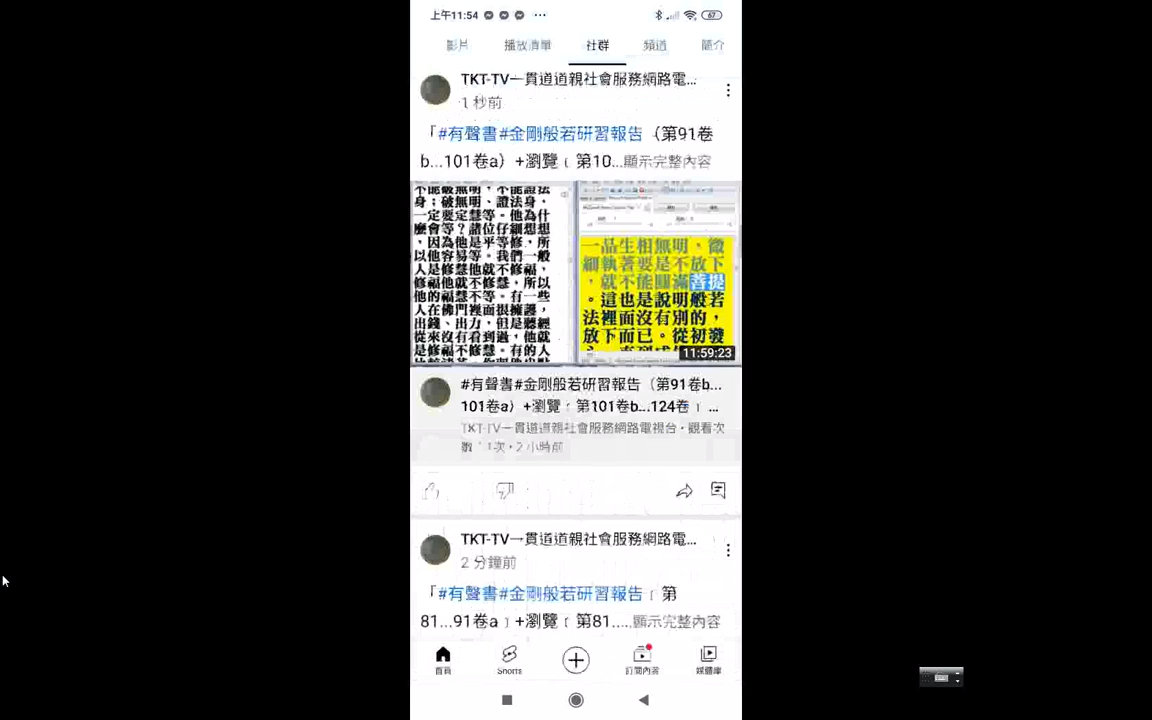 上午11:54
67
影片 播放清單 社群 頻道 簡介
TKT-TV一貫道道親社會服務網路電...
1 秒前
「#有聲書#金剛般若研習報告（第91卷
b...101卷a）+瀏覽﹝第10...顯示完整內容
不能破無明，不能證法
身；破無明、證法身，
一定要定慧等。他為什
麼會等？諸位仔細想想
，因為他是平等修，所
以他容易等。我們一般
人是修慧他就不修福，
修福他就不修慧，所以
他的福慧不等。有一些
人在佛門裡面很擁護，
出錢、出力，但是聽經
從來沒有看到過，他就
是修福不修慧。有的人
一品生相無明，微
細執著要是不放下
，就不能圓滿菩提
。這也是說明般若
法裡面沒有別的，
放下而已。從初發
11:59:23
#有聲書#金剛般若研習報告（第91卷b...
101卷a）+瀏覽﹝第101卷b...124卷﹞ ...
TKT-TV一貫道道親社會服務網路電視台・觀看次
1次・2 小時前
TKT-TV一貫道道親社會服務網路電...
2 分鐘前
「#有聲書#金剛般若研習報告﹝第
81...91卷a﹞+瀏覽﹝第81.....顯示完整內容
首頁 Shorts 訂閱內容 媒體庫